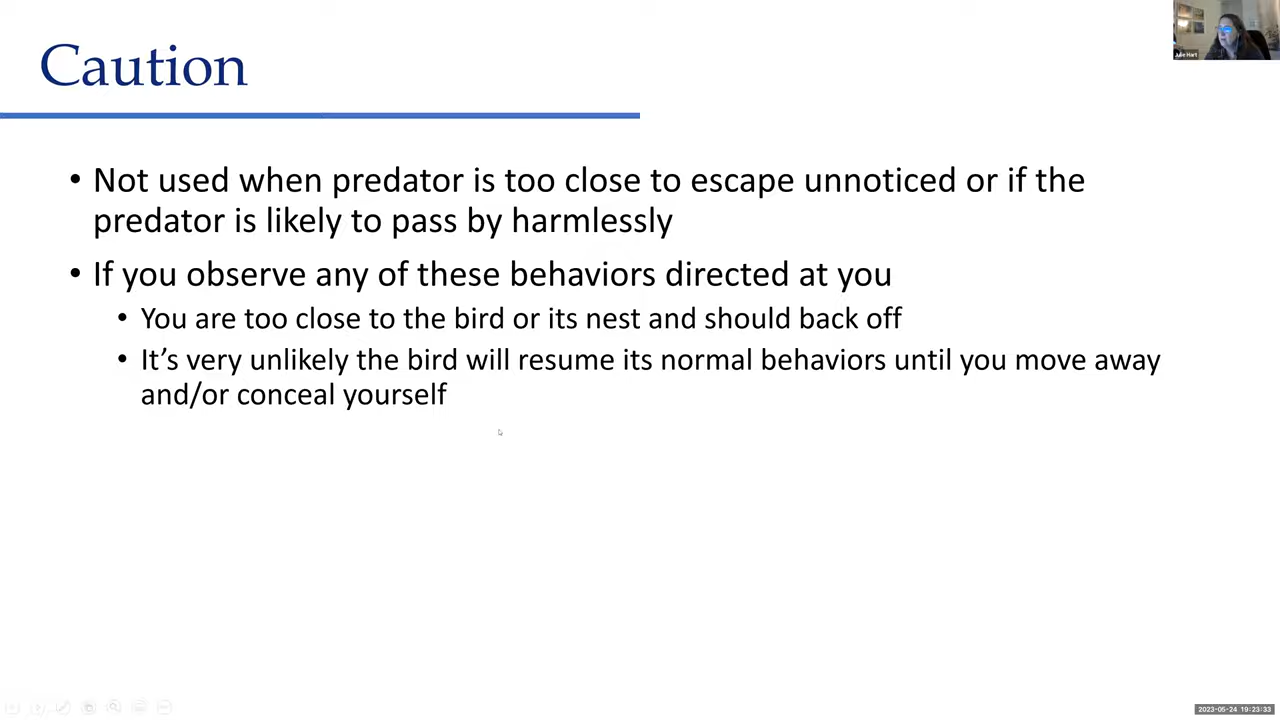 Caution
Julie Hart
• Not used when predator is too close to escape unnoticed or if the
predator is likely to pass by harmlessly
• If you observe any of these behaviors directed at you
• You are too close to the bird or its nest and should back off
• It’s very unlikely the bird will resume its normal behaviors until you move away
and/or conceal yourself
2023-05-24 19:23:33